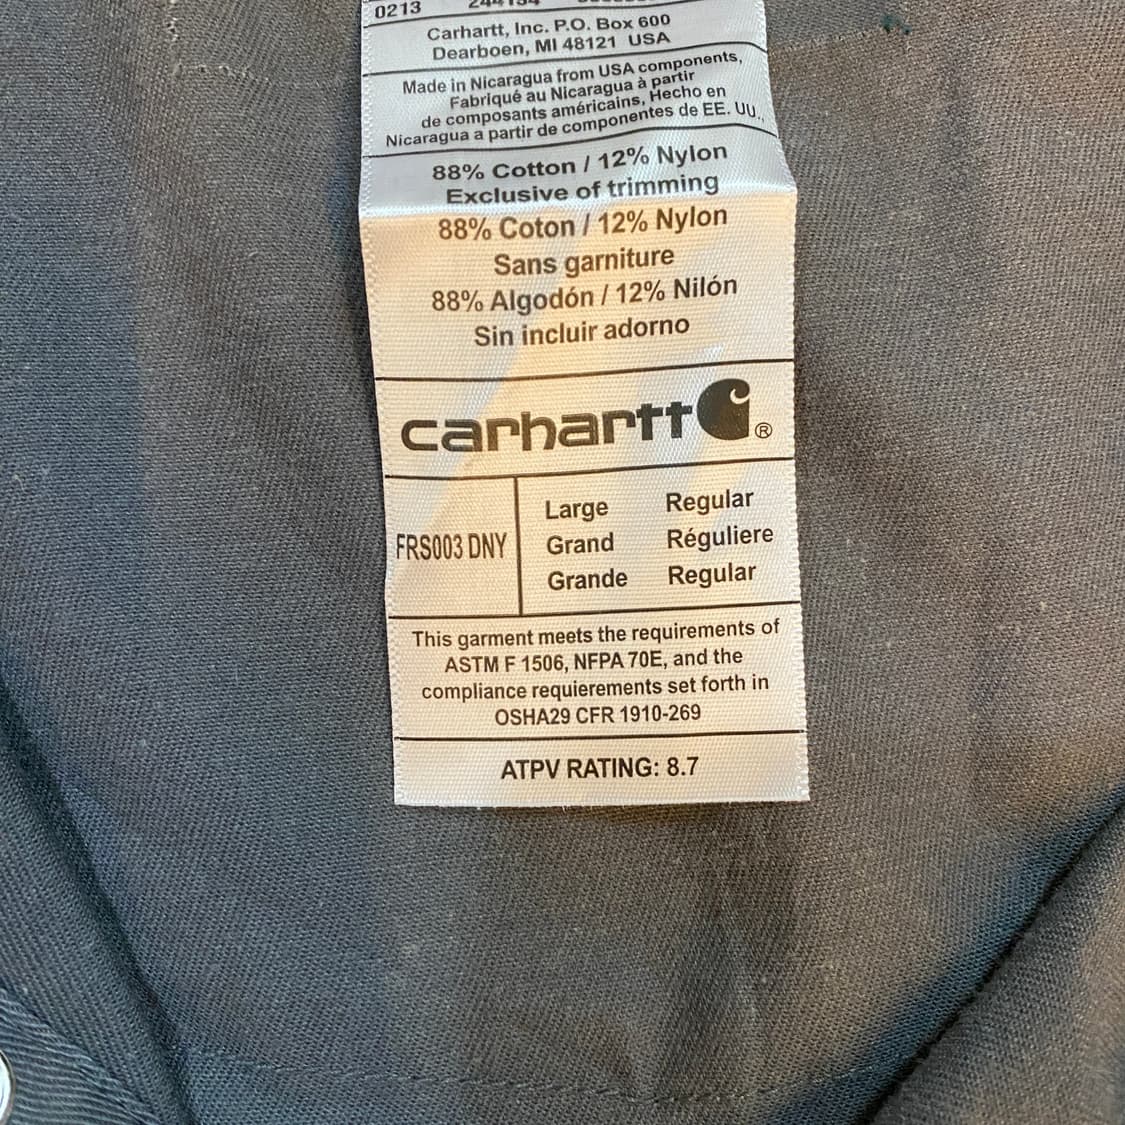 0213
Carhartt, Inc. P.O. Box 600
Dearboen, MI 48121 USA
Made in Nicaragua from USA components,
Fabriqué au Nicaragua à partir
de composants américains, Hecho en
Nicaragua a partir de componentes de EE. UU.,
88% Cotton / 12% Nylon
Exclusive of trimming
88% Coton / 12% Nylon
Sans garniture
88% Algodón / 12% Nilón
Sin incluir adorno
carhartt ®
FRS003 DNY
Large Regular
Grand Réguliere
Grande Regular
This garment meets the requirements of
ASTM F 1506, NFPA 70E, and the
compliance requierements set forth in
OSHA29 CFR 1910-269
ATPV RATING: 8.7